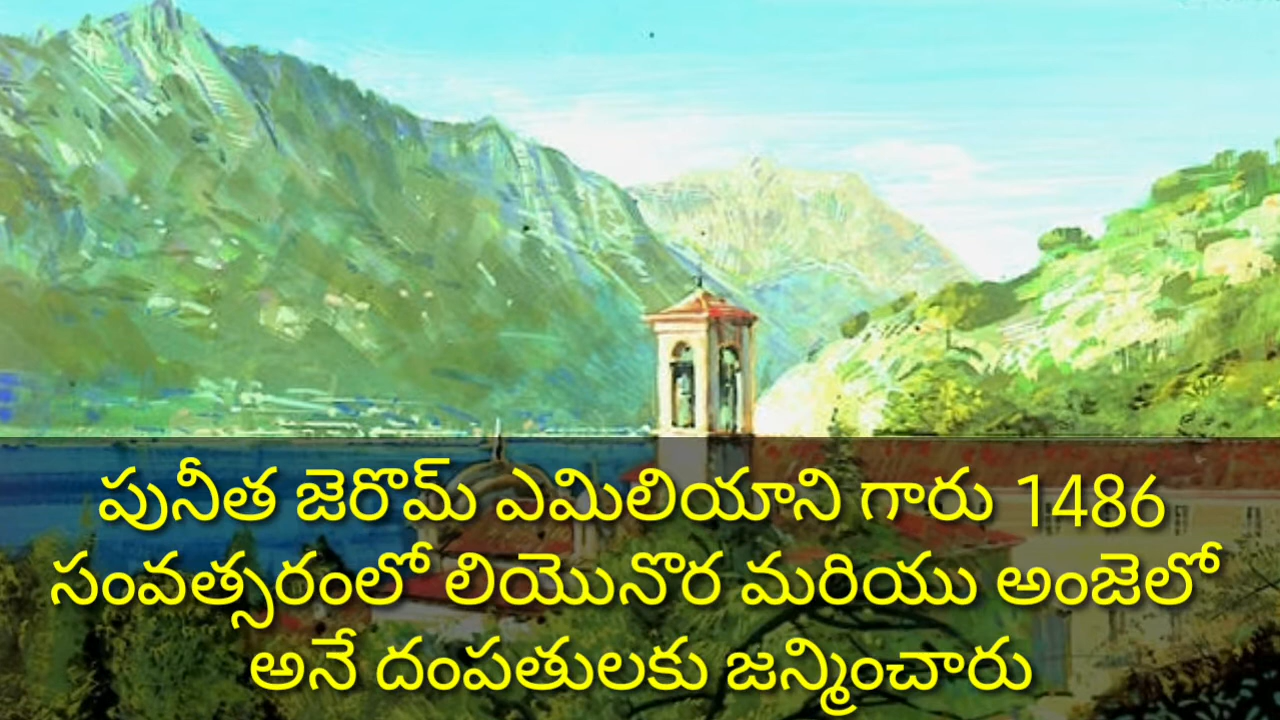 పునీత జెరొమ్ ఎమిలియాని గారు 1486
సంవత్సరంలో లియొనొర మరియు అంజెలో
అనే దంపతులకు జన్మించారు